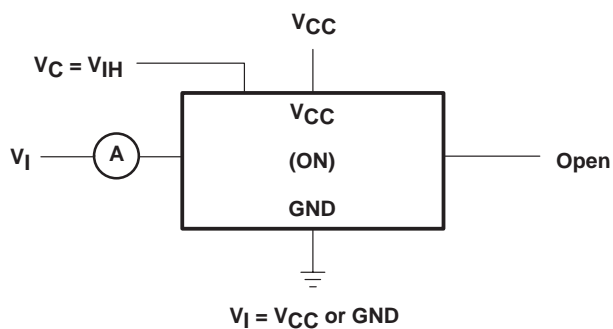 VCC
VC = VIH
VCC
VI
A
(ON)
Open
GND
VI = VCC or GND